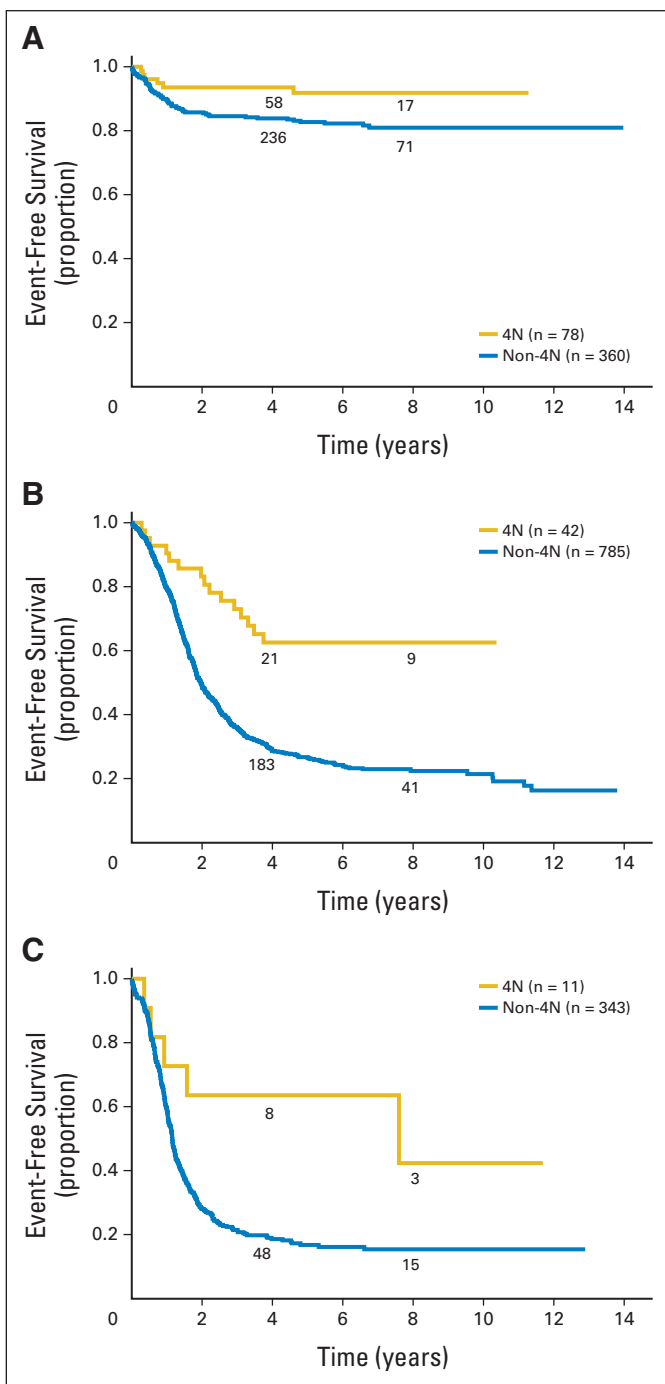 A
1.0
0.8
0.6
0.4
0.2
0
2
4
6
8
10
12
14
Event-Free Survival
(proportion)
Time (years)
58
17
236
71
4N (n = 78)
Non-4N (n = 360)
B
1.0
0.8
0.6
0.4
0.2
0
2
4
6
8
10
12
14
Event-Free Survival
(proportion)
Time (years)
4N (n = 42)
Non-4N (n = 785)
21
9
183
41
C
1.0
0.8
0.6
0.4
0.2
0
2
4
6
8
10
12
14
Event-Free Survival
(proportion)
Time (years)
4N (n = 11)
Non-4N (n = 343)
8
3
48
15